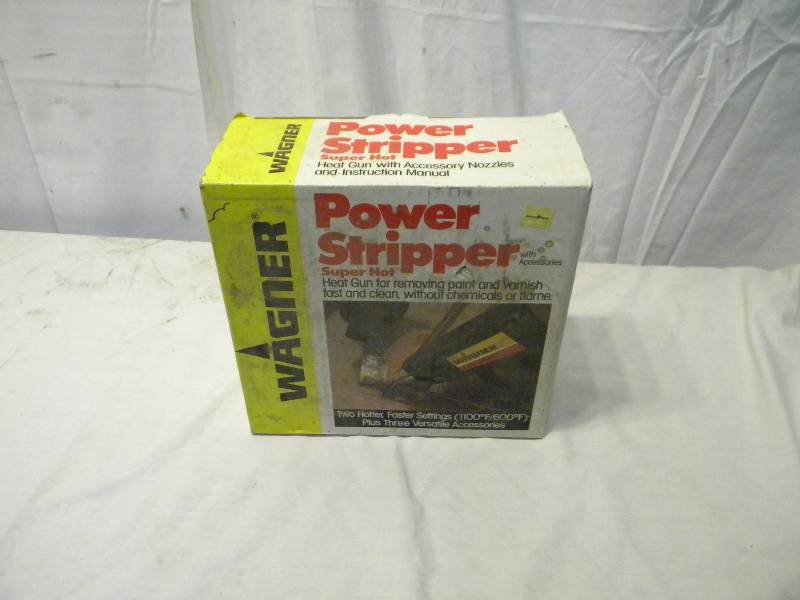 WAGNER
Power
Stripper
Super Hot
Heat Gun with Accessory Nozzles
and Instruction Manual
WAGNER®
Power
Stripper
with
Accessories
Super Hot
Heat Gun for removing paint and varnish
fast and clean, without chemicals or flame.
WAGNER
Two Hotter, Faster Settings (1100°F/600°F)
Plus Three Versatile Accessories